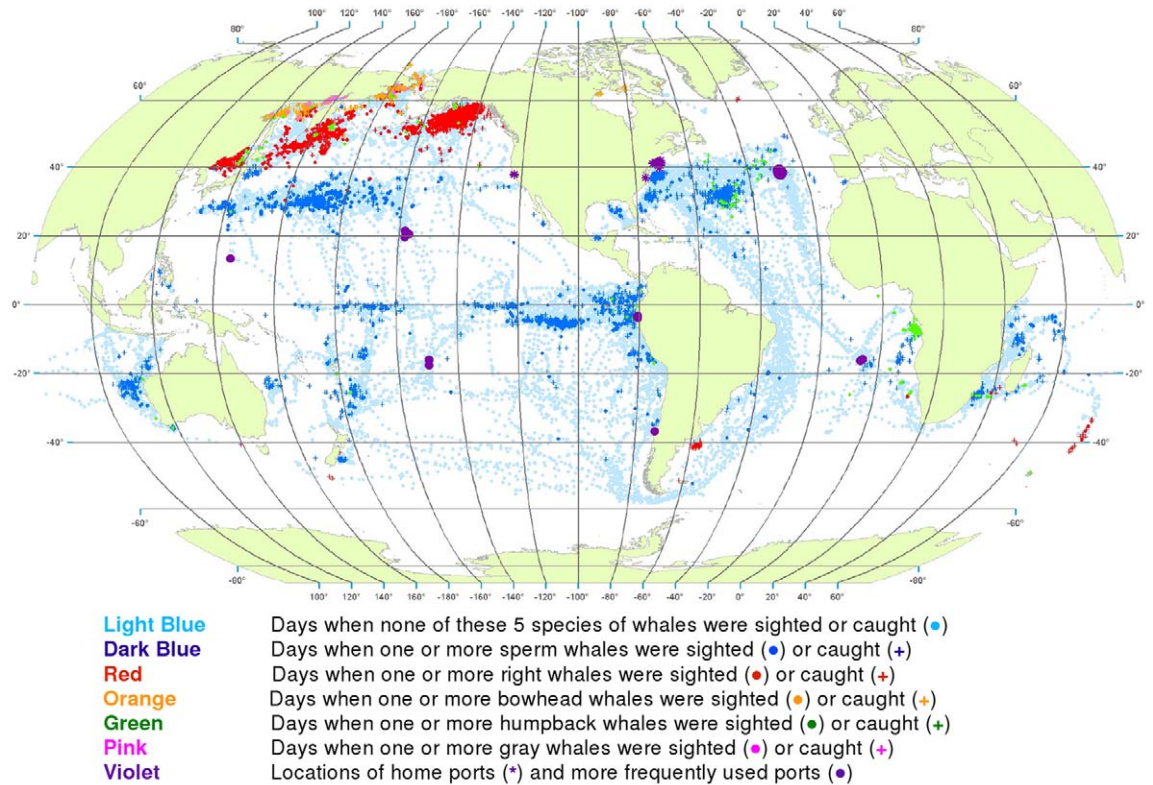 100° 120° 140° 160° 180° -160° -140° -120° -100° -80° -60° -40° -20° 0° 20° 40° 60°
80° 80°
60° 60°
40° 40°
20° 20°
0° 0°
-20° -20°
-40° -40°
-60° -60°
-80° -80°
100° 120° 140° 160° 180° -160° -140° -120° -100° -80° -60° -40° -20° 0° 20° 40° 60°
Light Blue Days when none of these 5 species of whales were sighted or caught (●)
Dark Blue Days when one or more sperm whales were sighted (●) or caught (+)
Red Days when one or more right whales were sighted (●) or caught (+)
Orange Days when one or more bowhead whales were sighted (●) or caught (+)
Green Days when one or more humpback whales were sighted (●) or caught (+)
Pink Days when one or more gray whales were sighted (●) or caught (+)
Violet Locations of home ports (*) and more frequently used ports (●)